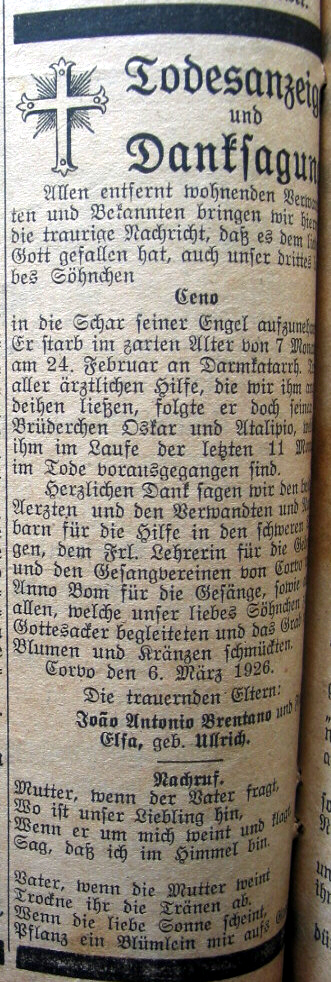 Todesanzeig
und
Danksagun
Allen entfernt wohnenden Verwan
ten und Bekannten bringen wir hier
die traurige Nachricht, daß es dem lie
Gott gefallen hat, auch unser drittes
bes Söhnchen
Ceno
in die Schar seiner Engel aufzuneh
Er starb im zarten Alter von 7 Mona
am 24. Februar an Darmkatarrh.
aller ärztlichen Hilfe, die wir ihm an
deihen ließen, folgte er doch seinen
Brüderchen Oskar und Atalipio,
ihm im Laufe der letzten 11 Mo
im Tode vorausgegangen sind.
Herzlichen Dank sagen wir den
Aerzten und den Verwandten und
barn für die Hilfe in den schweren
gen, dem Frl. Lehrerin für die
und den Gesangvereinen von Corvo
Anno Bom für die Gesänge, sowie
allen, welche unser liebes Söhnchen
Gottesacker begleiteten und das Grab
Blumen und Kränzen schmückten.
Corvo den 6. März 1926.
Die trauernden Eltern:
João Antonio Brentano und
Elsa, geb. Ullrich.
Nachruf.
Mutter, wenn der Vater fragt,
Wo ist unser Liebling hin,
Wenn er um mich weint und klagt,
Sag, daß ich im Himmel bin.
Vater, wenn die Mutter weint
Trockne ihr die Tränen ab.
Wenn die liebe Sonne scheint,
Pflanz ein Blümlein mir aufs